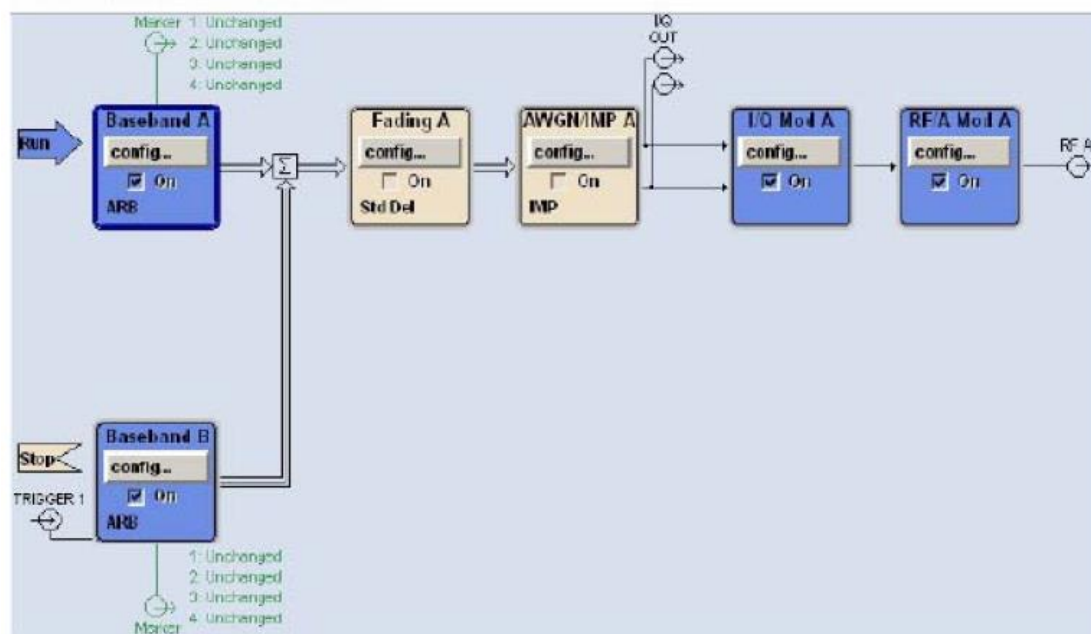 Marker 1: Unchanged
2: Unchanged
3: Unchanged
4: Unchanged
I/Q
OUT
Run
Baseband A
config...
On
ARB
Σ
Fading A
config...
On
Std Del
AWGN/IMP A
config...
On
IMP
I/Q Mod A
config...
On
RF/A Mod A
config...
On
RF A
Stop
TRIGGER 1
Baseband B
config...
On
ARB
1: Unchanged
2: Unchanged
3: Unchanged
4: Unchanged
Marker